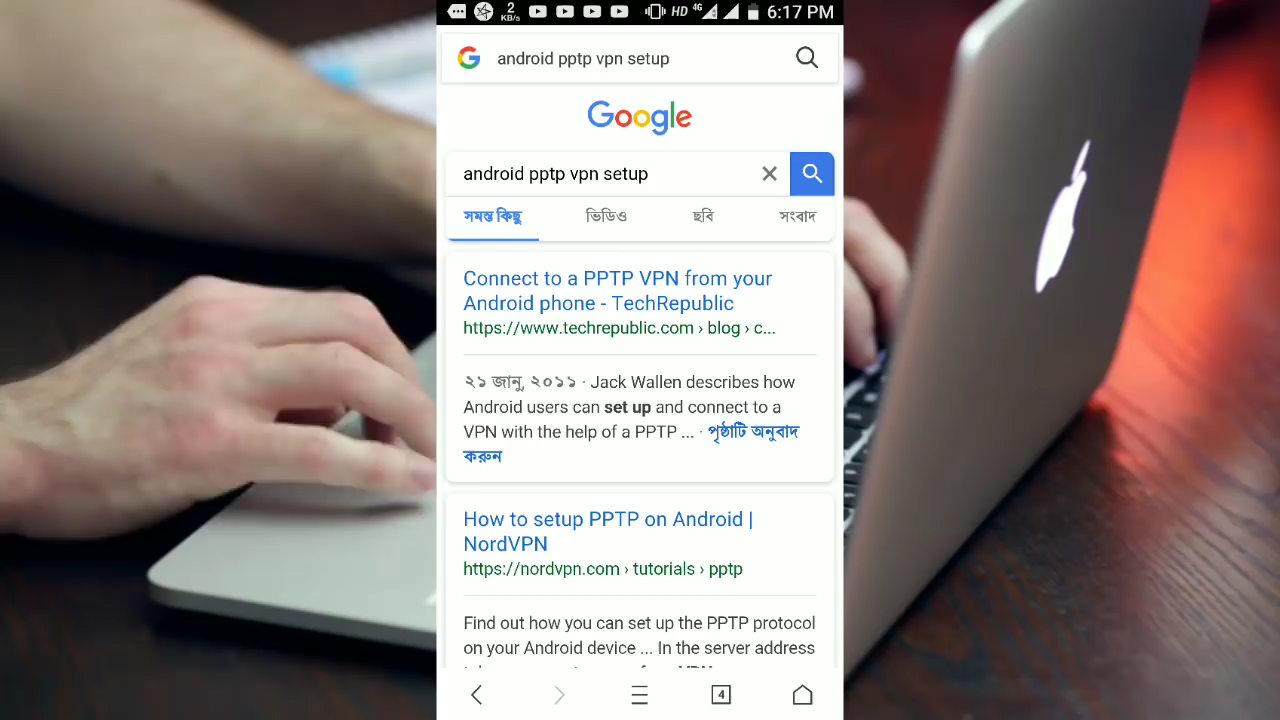 2
KB/s
HD
4G
6:17 PM
android pptp vpn setup
Google
android pptp vpn setup
সমস্ত কিছু
ভিডিও
ছবি
সংবাদ
Connect to a PPTP VPN from your
Android phone - TechRepublic
https://www.techrepublic.com › blog › c...
২১ জানু, ২০১১ · Jack Wallen describes how
Android users can set up and connect to a
VPN with the help of a PPTP ... · পৃষ্ঠাটি অনুবাদ
করুন
How to setup PPTP on Android |
NordVPN
https://nordvpn.com › tutorials › pptp
Find out how you can set up the PPTP protocol
on your Android device ... In the server address
4